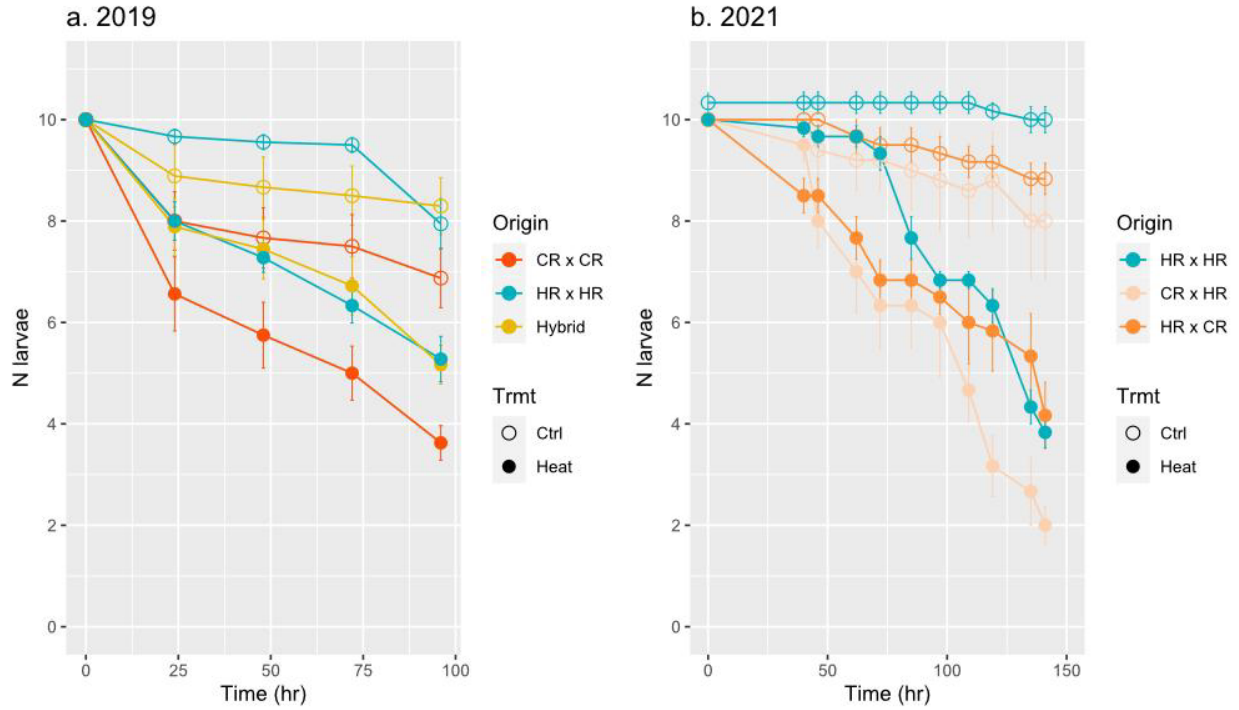 a. 2019
N larvae
10
8
6
4
2
0
0 25 50 75 100
Time (hr)
Origin
CR x CR
HR x HR
Hybrid
Trmt
Ctrl
Heat
b. 2021
N larvae
10
8
6
4
2
0
0 50 100 150
Time (hr)
Origin
HR x HR
CR x HR
HR x CR
Trmt
Ctrl
Heat